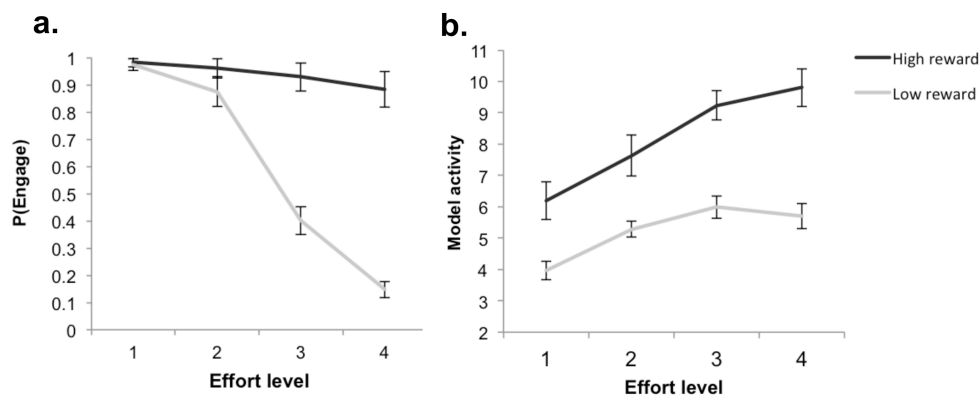 a.
P(Engage)
1
0.9
0.8
0.7
0.6
0.5
0.4
0.3
0.2
0.1
0
1 2 3 4
Effort level
b.
Model activity
11
10
9
8
7
6
5
4
3
2
1 2 3 4
Effort level
High reward
Low reward